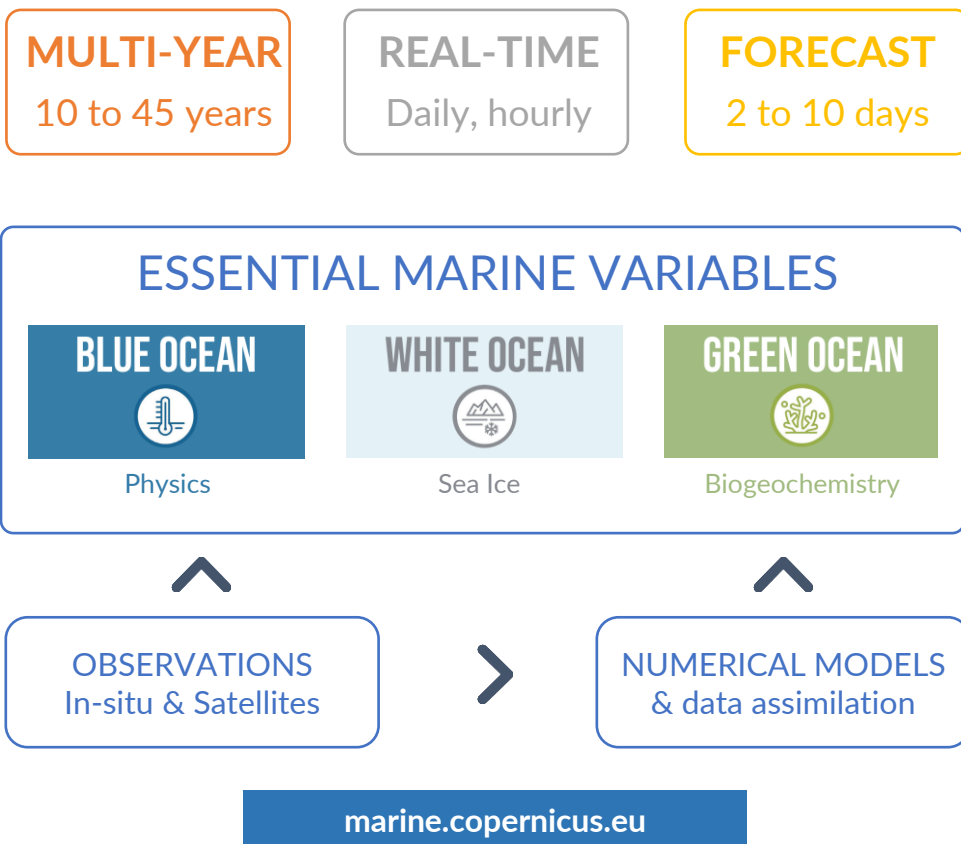 MULTI-YEAR
10 to 45 years
REAL-TIME
Daily, hourly
FORECAST
2 to 10 days
ESSENTIAL MARINE VARIABLES
BLUE OCEAN
Physics
WHITE OCEAN
Sea Ice
GREEN OCEAN
Biogeochemistry
OBSERVATIONS
In-situ & Satellites
NUMERICAL MODELS
& data assimilation
marine.copernicus.eu